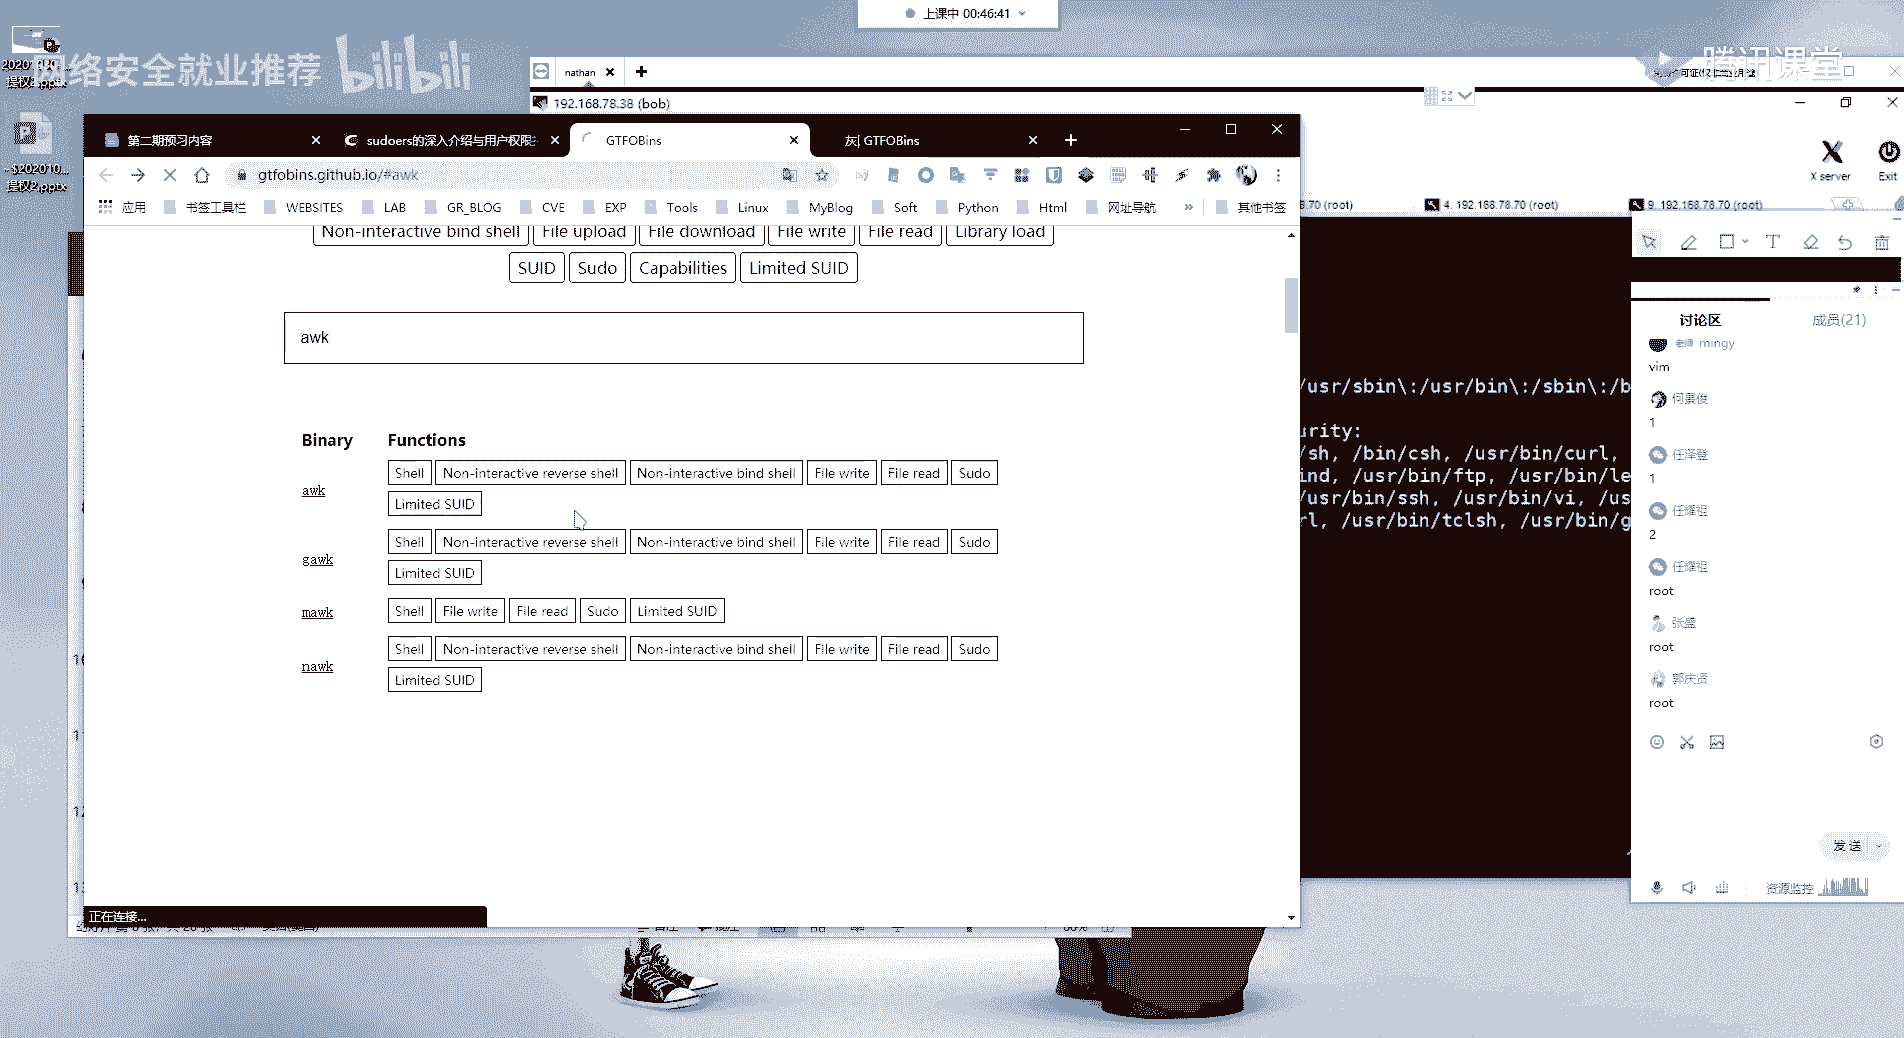 上课中 00:46:41
网络安全就业推荐 bilibili
腾讯课堂
提权2.pptx
~$202010...
提权2.pptx
nathan
192.168.78.38 (bob)
X server
Exit
第二期预习内容
sudoers的深入介绍与用户权限
GTFOBins
灰| GTFOBins
gtfobins.github.io/#awk
应用
书签工具栏
WEBSITES
LAB
GR_BLOG
CVE
EXP
Tools
Linux
MyBlog
Soft
Python
Html
网址导航
»
其他书签
(root)
4. 192.168.78.70 (root)
9. 192.168.78.70 (root)
Non-interactive bind shell
File upload
File download
File write
File read
Library load
SUID
Sudo
Capabilities
Limited SUID
awk
Binary
Functions
awk
Shell
Non-interactive reverse shell
Non-interactive bind shell
File write
File read
Sudo
Limited SUID
gawk
Shell
Non-interactive reverse shell
Non-interactive bind shell
File write
File read
Sudo
Limited SUID
mawk
Shell
File write
File read
Sudo
Limited SUID
nawk
Shell
Non-interactive reverse shell
Non-interactive bind shell
File write
File read
Sudo
Limited SUID
正在连接...
/usr/sbin\:/usr/bin\:/sbin\:/b
urity:
/sh, /bin/csh, /usr/bin/curl,
ind, /usr/bin/ftp, /usr/bin/le
/usr/bin/ssh, /usr/bin/vi, /us
rl, /usr/bin/tclsh, /usr/bin/g
讨论区
成员(21)
老师 mingy
vim
何景俊
1
任泽登
1
任耀祖
2
任耀祖
root
张盛
root
郭庆贤
root
发送
资源监控